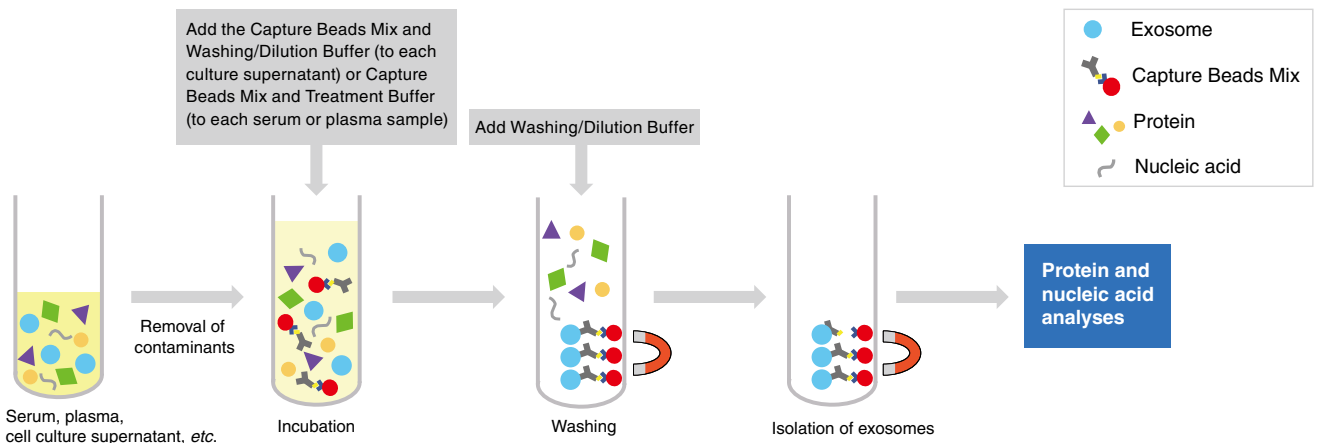 Add the Capture Beads Mix and
Washing/Dilution Buffer (to each
culture supernatant) or Capture
Beads Mix and Treatment Buffer
(to each serum or plasma sample)
Add Washing/Dilution Buffer
Exosome
Capture Beads Mix
Protein
Nucleic acid
Serum, plasma,
cell culture supernatant, etc.
Removal of
contaminants
Incubation
Washing
Isolation of exosomes
Protein and
nucleic acid
analyses